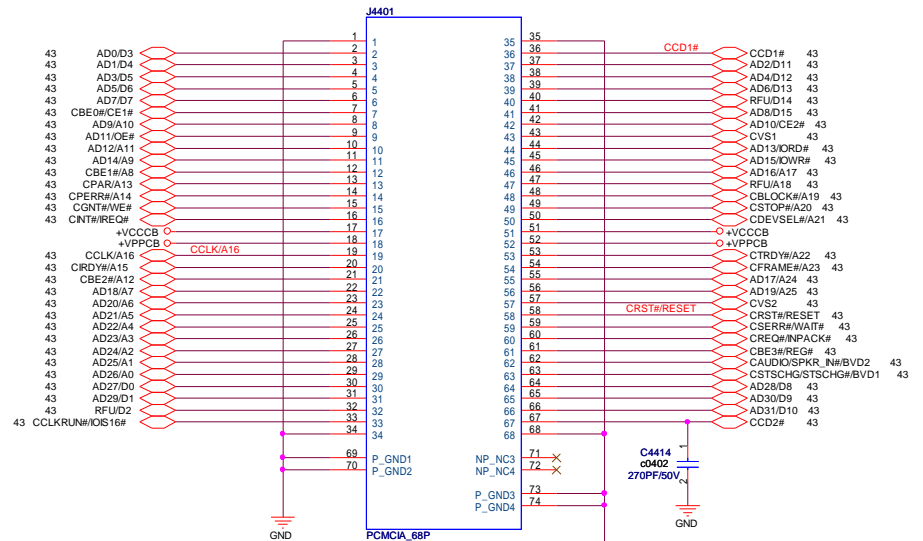 J4401
1 1 35 35
43 AD0/D3 2 2 36 36 CCD1# CCD1# 43
43 AD1/D4 3 3 37 37 AD2/D11 43
43 AD3/D5 4 4 38 38 AD4/D12 43
43 AD5/D6 5 5 39 39 AD6/D13 43
43 AD7/D7 6 6 40 40 RFU/D14 43
43 CBE0#/CE1# 7 7 41 41 AD8/D15 43
43 AD9/A10 8 8 42 42 AD10/CE2# 43
43 AD11/OE# 9 9 43 43 CVS1 43
43 AD12/A11 10 10 44 44 AD13/IORD# 43
43 AD14/A9 11 11 45 45 AD15/IOWR# 43
43 CBE1#/A8 12 12 46 46 AD16/A17 43
43 CPAR/A13 13 13 47 47 RFU/A18 43
43 CPERR#/A14 14 14 48 48 CBLOCK#/A19 43
43 CGNT#/WE# 15 15 49 49 CSTOP#/A20 43
43 CINT#/IREQ# 16 16 50 50 CDEVSEL#/A21 43
+VCCCB 17 17 51 51 +VCCCB
+VPPCB 18 18 52 52 +VPPCB
43 CCLK/A16 CCLK/A16 19 19 53 53 CTRDY#/A22 43
43 CIRDY#/A15 20 20 54 54 CFRAME#/A23 43
43 CBE2#/A12 21 21 55 55 AD17/A24 43
43 AD18/A7 22 22 56 56 AD19/A25 43
43 AD20/A6 23 23 57 57 CVS2 43
43 AD21/A5 24 24 58 58 CRST#/RESET CRST#/RESET 43
43 AD22/A4 25 25 59 59 CSERR#/WAIT# 43
43 AD23/A3 26 26 60 60 CREQ#/INPACK# 43
43 AD24/A2 27 27 61 61 CBE3#/REG# 43
43 AD25/A1 28 28 62 62 CAUDIO/SPKR_IN#/BVD2 43
43 AD26/A0 29 29 63 63 CSTSCHG/STSCHG#/BVD1 43
43 AD27/D0 30 30 64 64 AD28/D8 43
43 AD29/D1 31 31 65 65 AD30/D9 43
43 RFU/D2 32 32 66 66 AD31/D10 43
43 CCLKRUN#/IOIS16# 33 33 67 67 CCD2# 43
34 34 68 68
69 P_GND1 NP_NC3 71
70 P_GND2 NP_NC4 72
P_GND3 73
P_GND4 74
C4414
c0402
270PF/50V
1
2
GND
GND
PCMCIA_68P